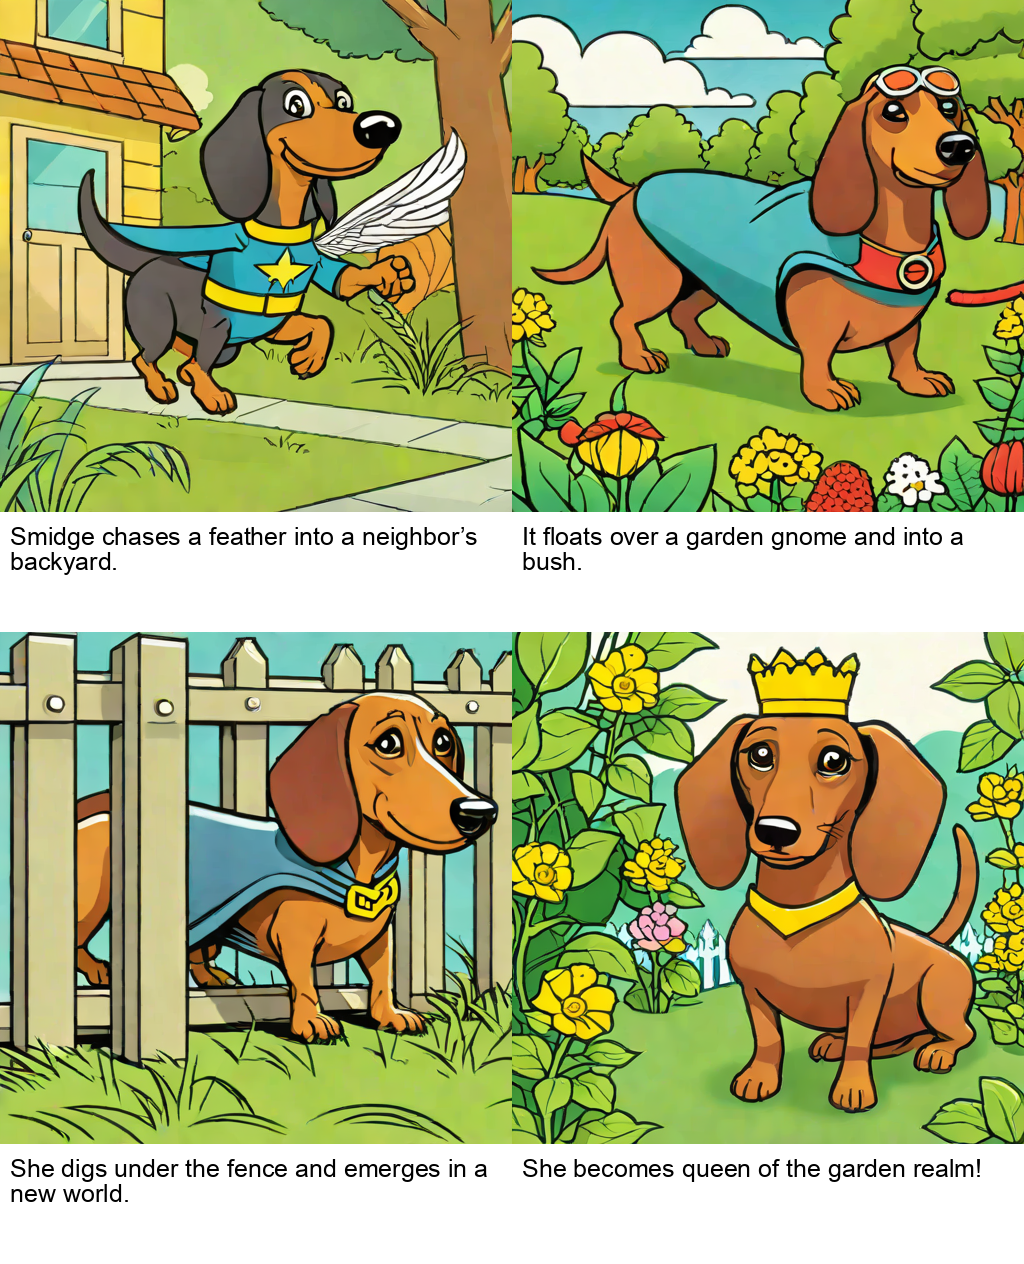 Smidge chases a feather into a neighbor’s
backyard.
It floats over a garden gnome and into a
bush.
She digs under the fence and emerges in a
new world.
She becomes queen of the garden realm!